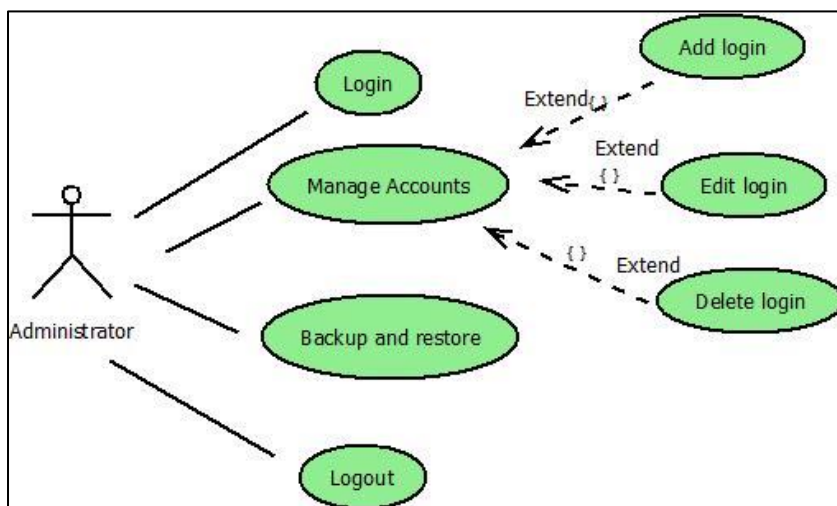 Add login
Login
Extend
{ }
Extend
Manage Accounts
{ }
Edit login
{ }
Extend
Delete login
Administrator
Backup and restore
Logout